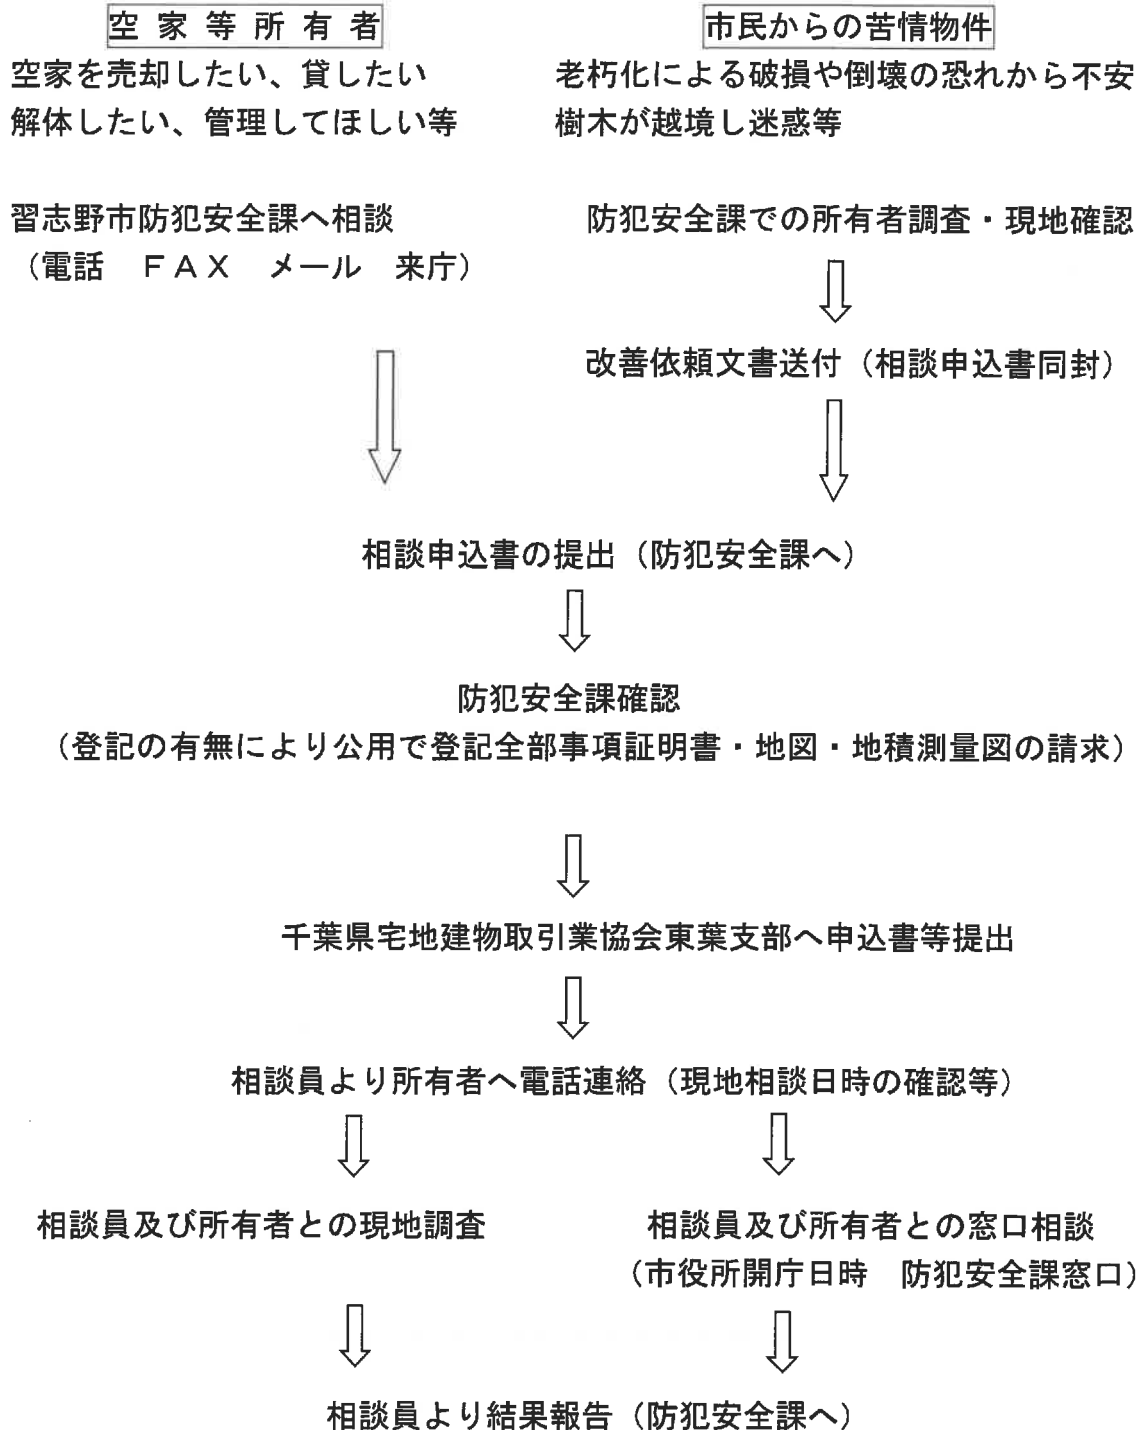 空家等所有者
空家を売却したい、貸したい
解体したい、管理してほしい等
習志野市防犯安全課へ相談
（電話　ＦＡＸ　メール　来庁）
市民からの苦情物件
老朽化による破損や倒壊の恐れから不安
樹木が越境し迷惑等
防犯安全課での所有者調査・現地確認
改善依頼文書送付（相談申込書同封）
相談申込書の提出（防犯安全課へ）
防犯安全課確認
（登記の有無により公用で登記全部事項証明書・地図・地積測量図の請求）
千葉県宅地建物取引業協会東葉支部へ申込書等提出
相談員より所有者へ電話連絡（現地相談日時の確認等）
相談員及び所有者との現地調査
相談員及び所有者との窓口相談
（市役所開庁日時　防犯安全課窓口）
相談員より結果報告（防犯安全課へ）